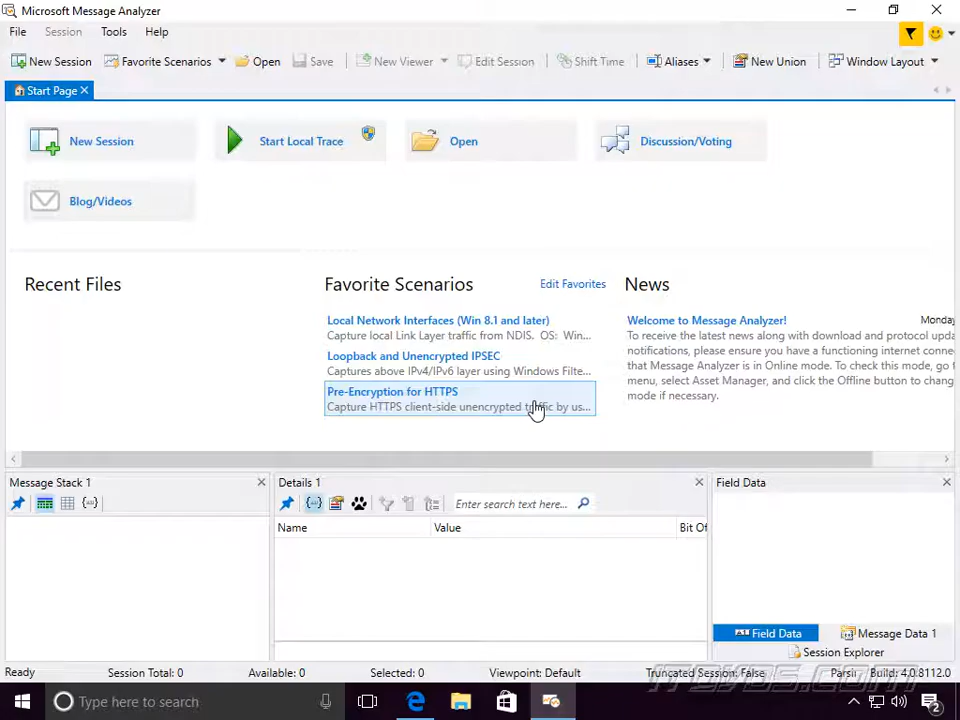 Microsoft Message Analyzer
File Session Tools Help
New Session Favorite Scenarios Open Save New Viewer Edit Session Shift Time Aliases New Union Window Layout
Start Page
New Session Start Local Trace Open Discussion/Voting
Blog/Videos
Recent Files
Favorite Scenarios
Edit Favorites
Local Network Interfaces (Win 8.1 and later)
Capture local Link Layer traffic from NDIS. OS: Win...
Loopback and Unencrypted IPSEC
Captures above IPv4/IPv6 layer using Windows Filte...
Pre-Encryption for HTTPS
Capture HTTPS client-side unencrypted traffic by us...
News
Welcome to Message Analyzer! Monday
To receive the latest news along with download and protocol upda
notifications, please ensure you have a functioning internet conne
that Message Analyzer is in Online mode. To check this mode, go
menu, select Asset Manager, and click the Offline button to chang
mode if necessary.
Message Stack 1
Details 1
Enter search text here...
Name Value Bit Of
Field Data
Field Data Message Data 1
Session Explorer
Ready Session Total: 0 Available: 0 Selected: 0 Viewpoint: Default Truncated Session: False Parsi Build: 4.0.8112.0
itdvds.com
Type here to search
2